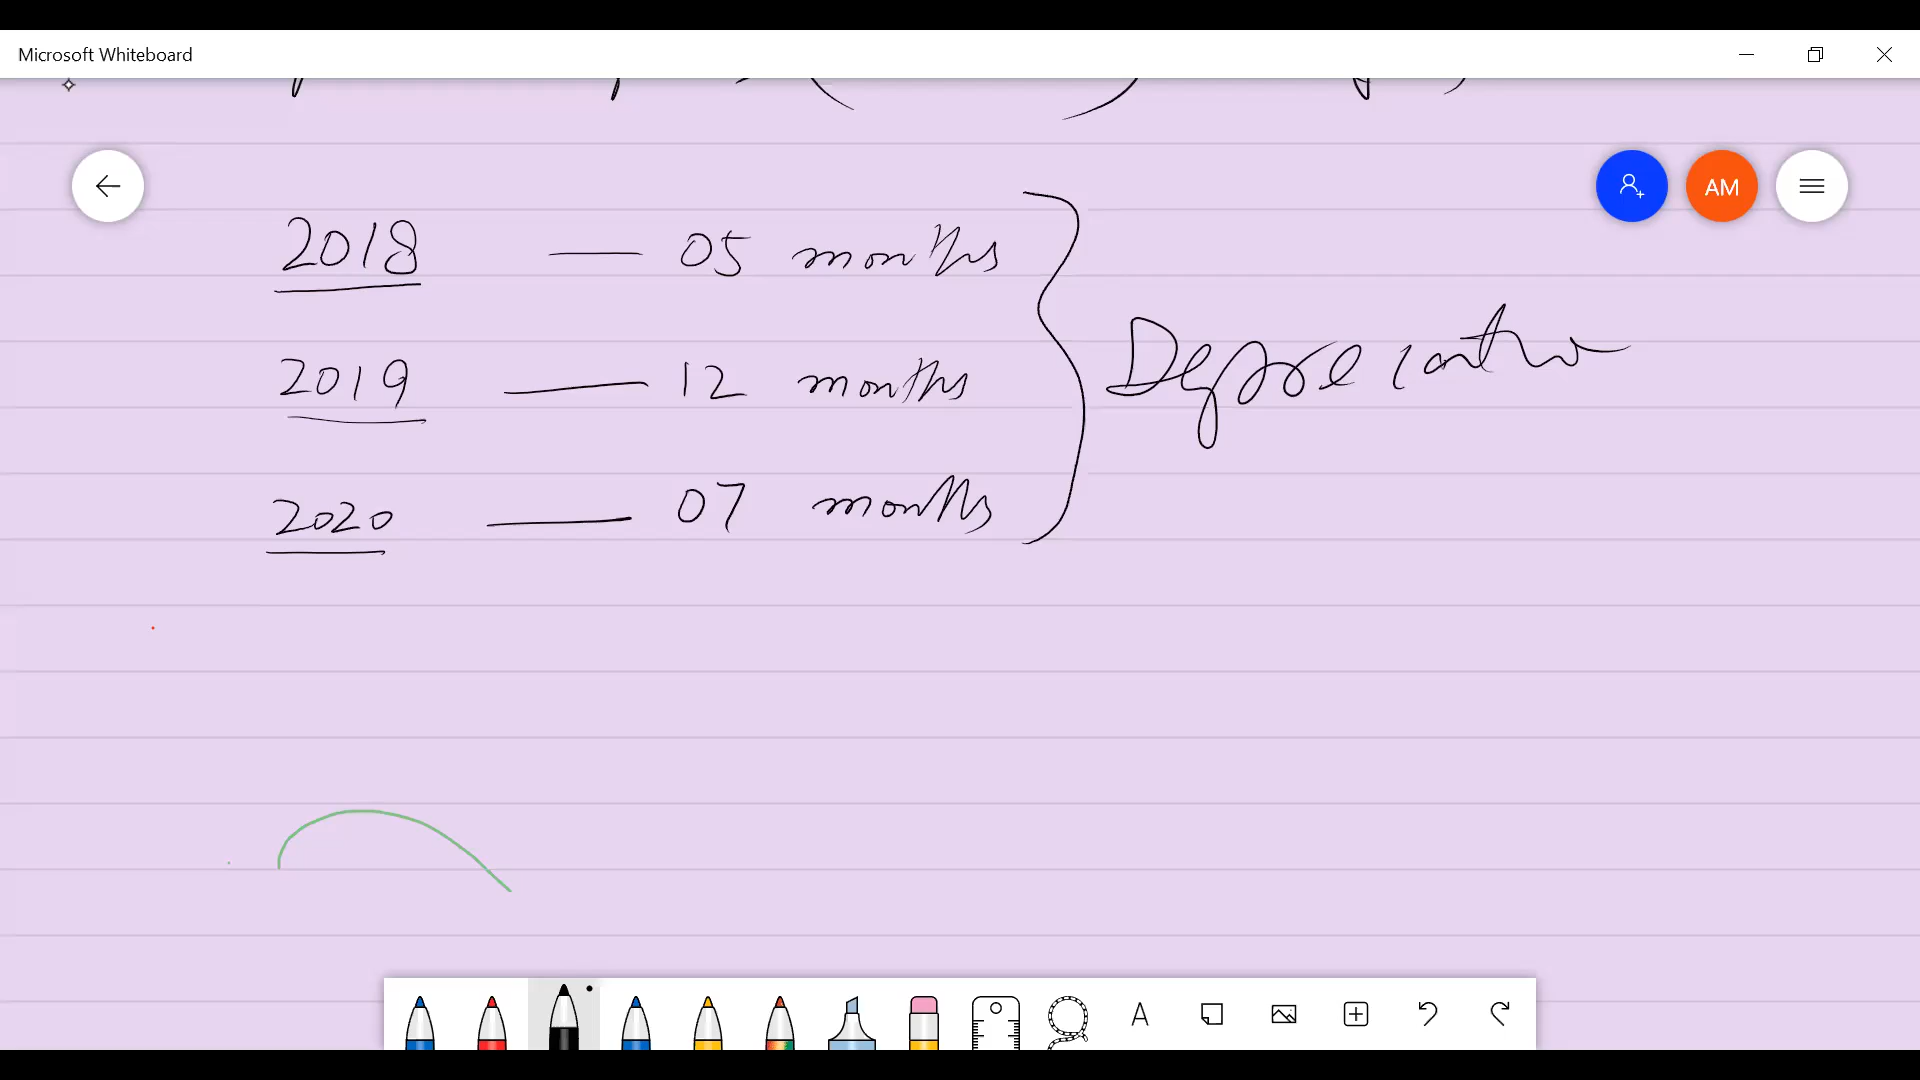 Microsoft Whiteboard
AM
2018 — 05 months
2019 — 12 months
2020 — 07 months
Depreciation